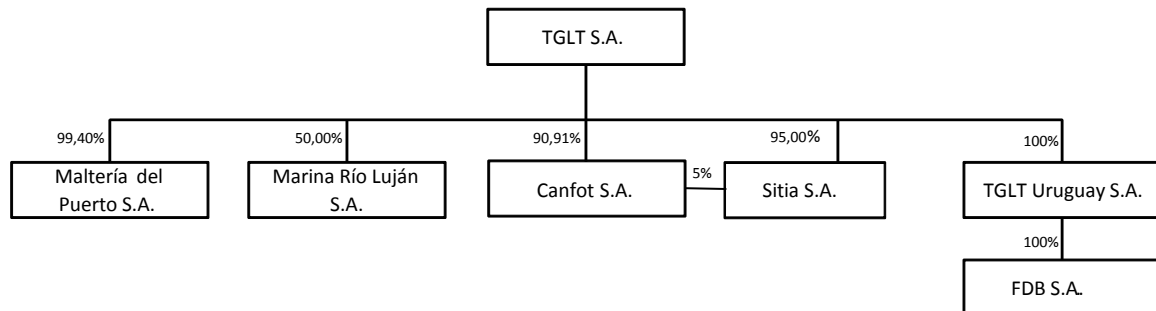 TGLT S.A.
99,40%
50,00%
90,91%
95,00%
100%
Maltería del
Puerto S.A.
Marina Río Luján
S.A.
Canfot S.A.
5%
Sitia S.A.
TGLT Uruguay S.A.
100%
FDB S.A..